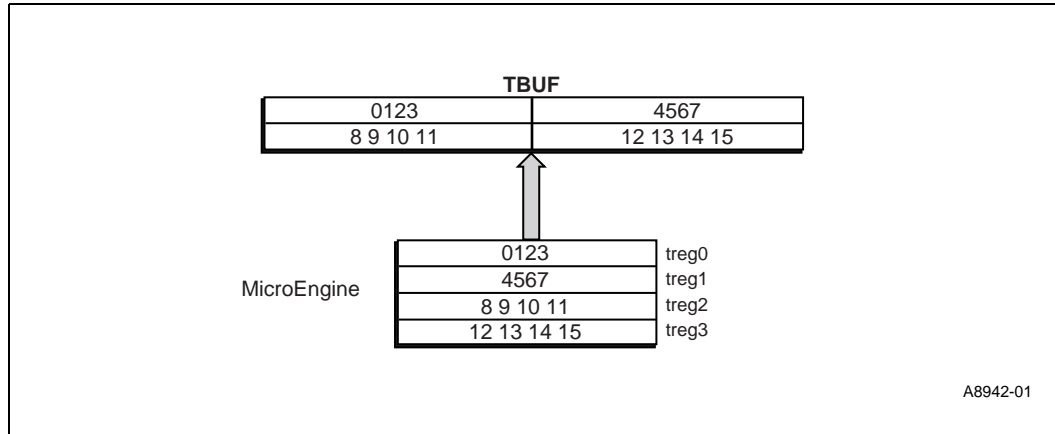 TBUF
0123 4567
8 9 10 11 12 13 14 15
0123 treg0
4567 treg1
MicroEngine
8 9 10 11 treg2
12 13 14 15 treg3
A8942-01